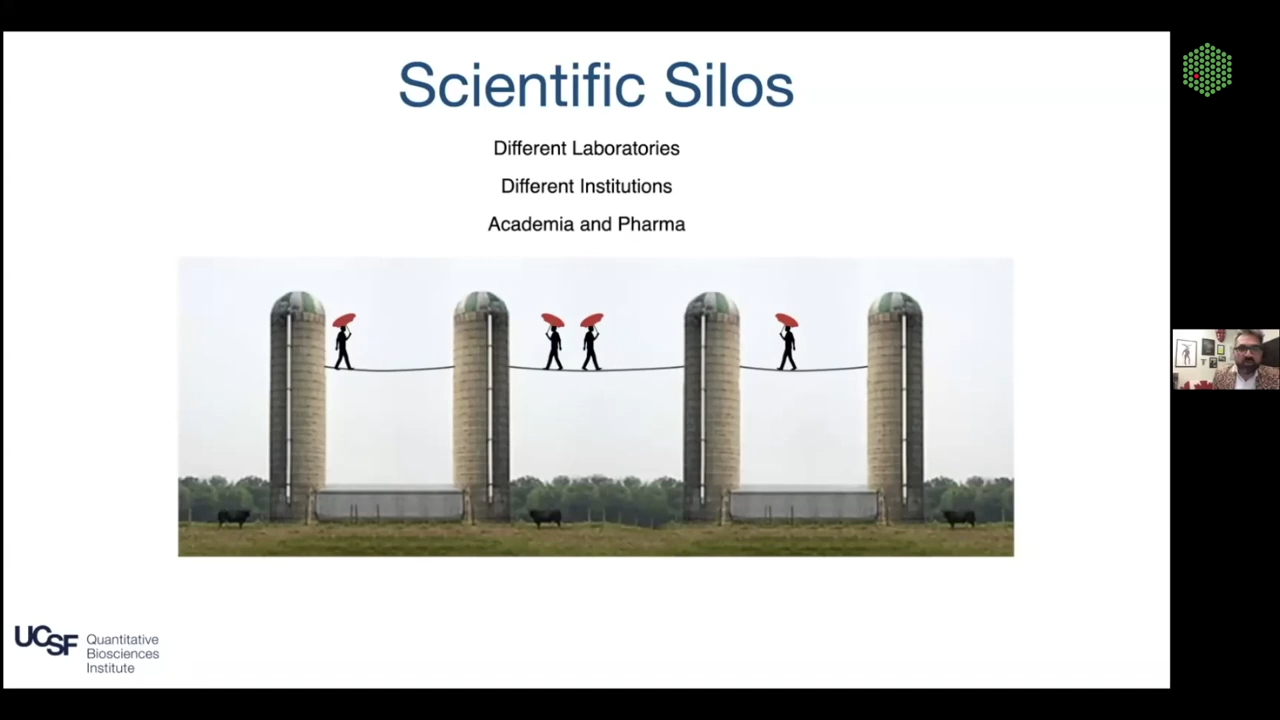 Scientific Silos
Different Laboratories
Different Institutions
Academia and Pharma
UCSF
Quantitative
Biosciences
Institute